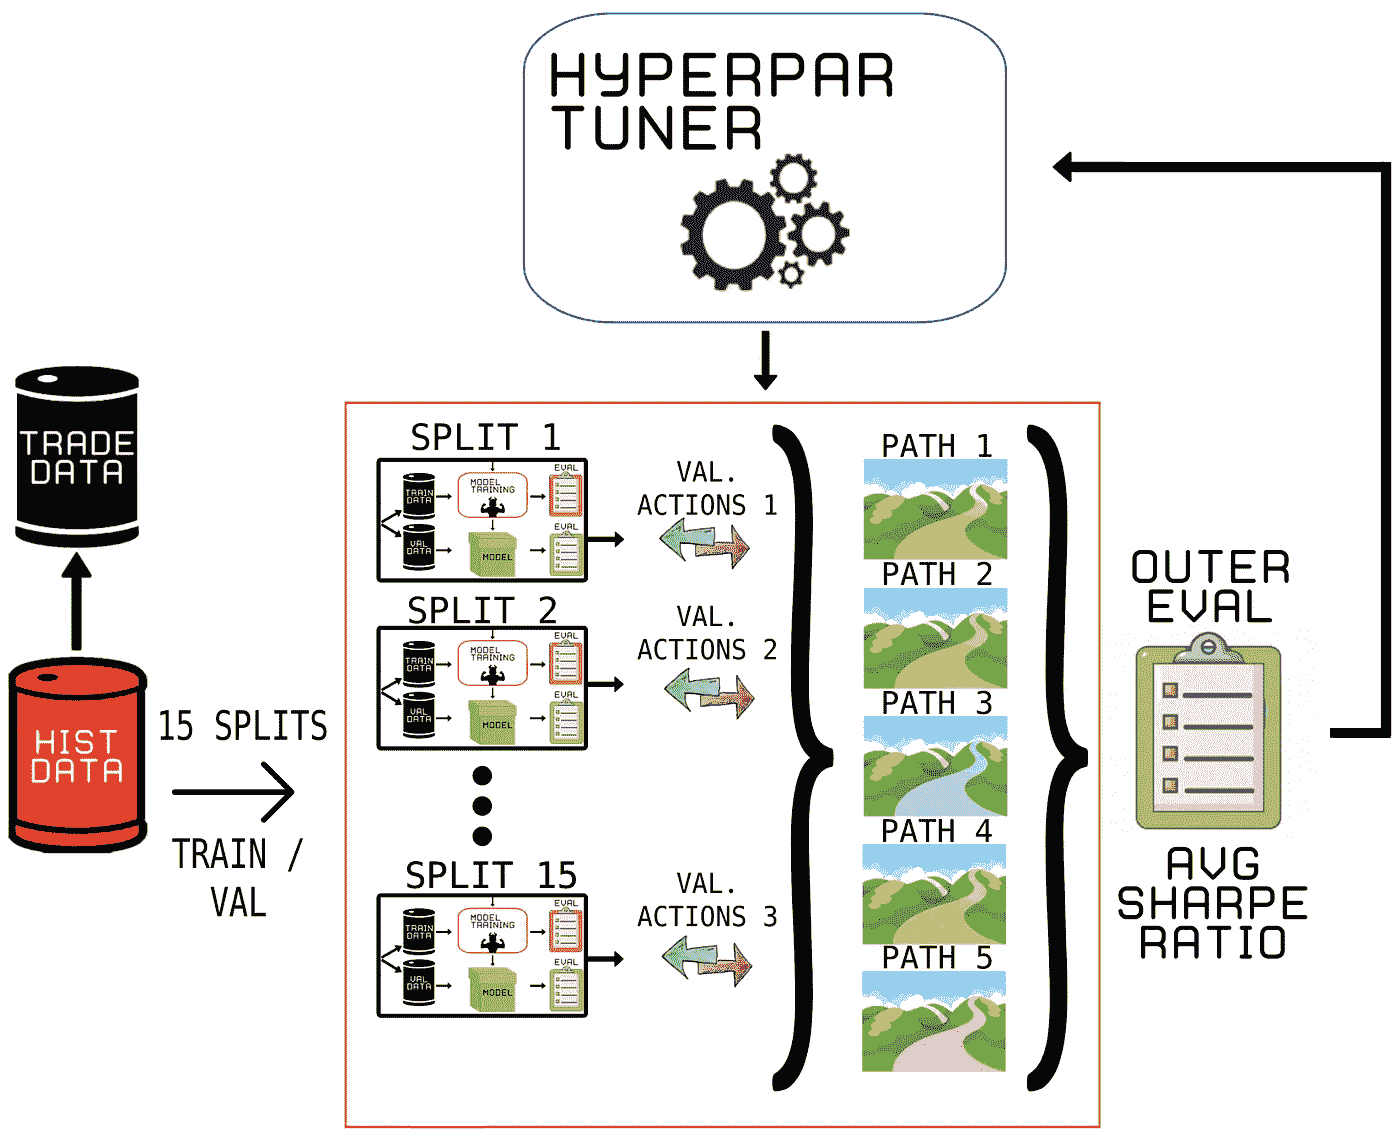 HYPERPAR
TUNER
TRADE
DATA
HIST
DATA
15 SPLITS
TRAIN /
VAL
SPLIT 1
TRAIN
DATA
MODEL
TRAINING
EVAL
VAL
DATA
MODEL
EVAL
VAL.
ACTIONS 1
SPLIT 2
TRAIN
DATA
MODEL
TRAINING
EVAL
VAL
DATA
MODEL
EVAL
VAL.
ACTIONS 2
SPLIT 15
TRAIN
DATA
MODEL
TRAINING
EVAL
VAL
DATA
MODEL
EVAL
VAL.
ACTIONS 3
PATH 1
PATH 2
PATH 3
PATH 4
PATH 5
OUTER
EVAL
AVG
SHARPE
RATIO